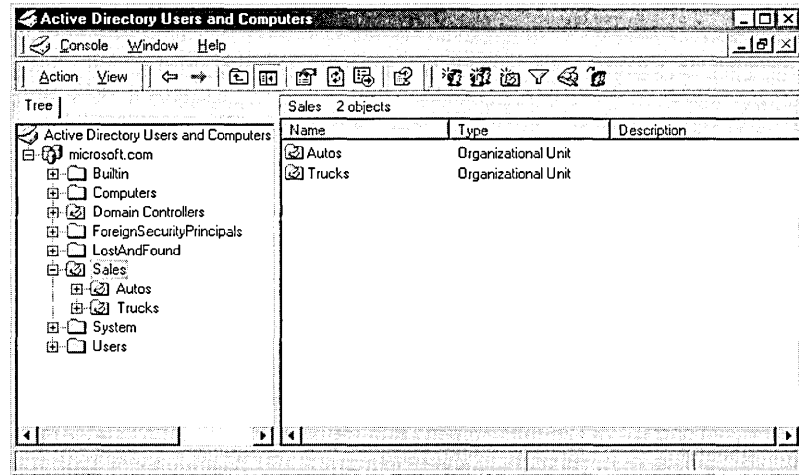 Active Directory Users and Computers
Console Window Help
Action View
Tree
Sales 2 objects
Name Type Description
Active Directory Users and Computers
microsoft.com
Builtin
Computers
Domain Controllers
ForeignSecurityPrincipals
LostAndFound
Sales
Autos
Trucks
System
Users
Autos Organizational Unit
Trucks Organizational Unit